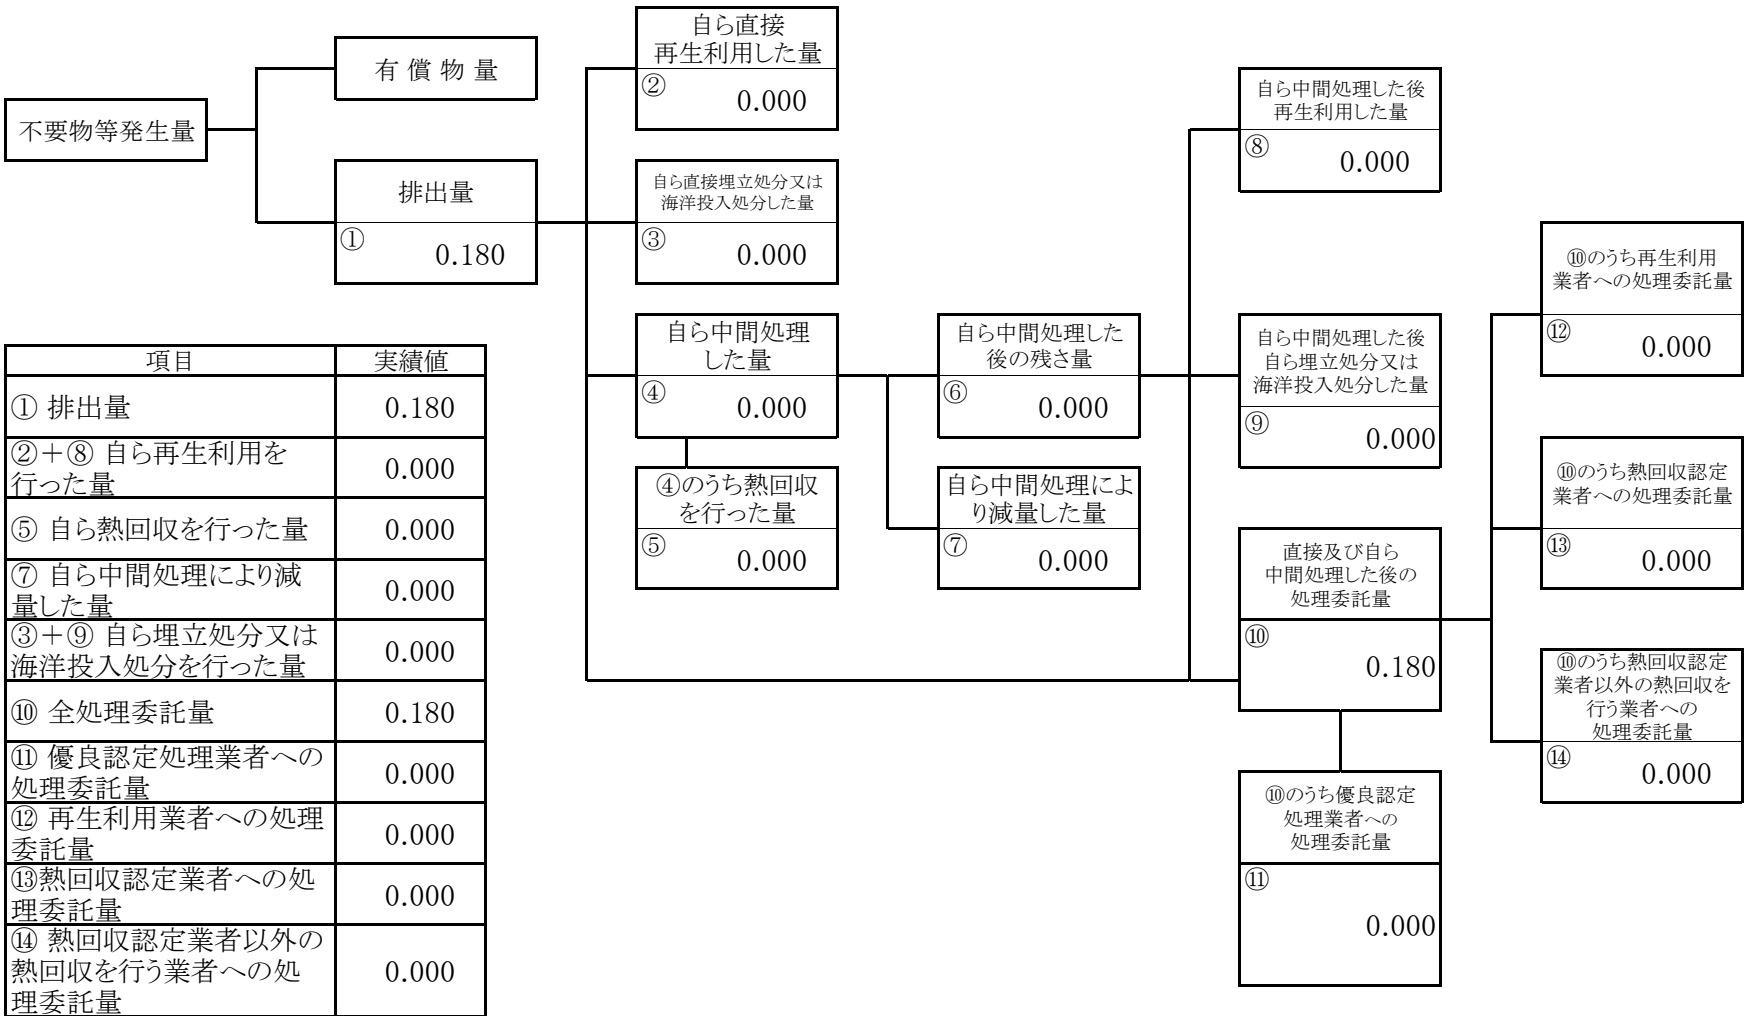 不要物等発生量
有 償 物 量
排出量
①
0.180
自ら直接
再生利用した量
②
0.000
自ら直接埋立処分又は
海洋投入処分した量
③
0.000
自ら中間処理
した量
④
0.000
④のうち熱回収
を行った量
⑤
0.000
自ら中間処理した
後の残さ量
⑥
0.000
自ら中間処理によ
り減量した量
⑦
0.000
自ら中間処理した後
再生利用した量
⑧
0.000
自ら中間処理した後
自ら埋立処分又は
海洋投入処分した量
⑨
0.000
直接及び自ら
中間処理した後の
処理委託量
⑩
0.180
⑩のうち優良認定
処理業者への
処理委託量
⑪
0.000
⑩のうち再生利用
業者への処理委託量
⑫
0.000
⑩のうち熱回収認定
業者への処理委託量
⑬
0.000
⑩のうち熱回収認定
業者以外の熱回収を
行う業者への
処理委託量
⑭
0.000
項目 実績値
① 排出量 0.180
②＋⑧ 自ら再生利用を
行った量 0.000
⑤ 自ら熱回収を行った量 0.000
⑦ 自ら中間処理により減
量した量 0.000
③＋⑨ 自ら埋立処分又は
海洋投入処分を行った量 0.000
⑩ 全処理委託量 0.180
⑪ 優良認定処理業者への
処理委託量 0.000
⑫ 再生利用業者への処理
委託量 0.000
⑬熱回収認定業者への処
理委託量 0.000
⑭ 熱回収認定業者以外の
熱回収を行う業者への処
理委託量 0.000